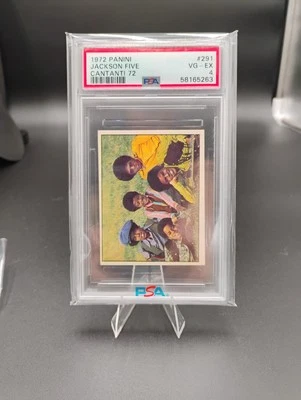 1972 PANINI #291
JACKSON FIVE VG - EX
CANTANTI 72 4
PSA 58165263
PSA